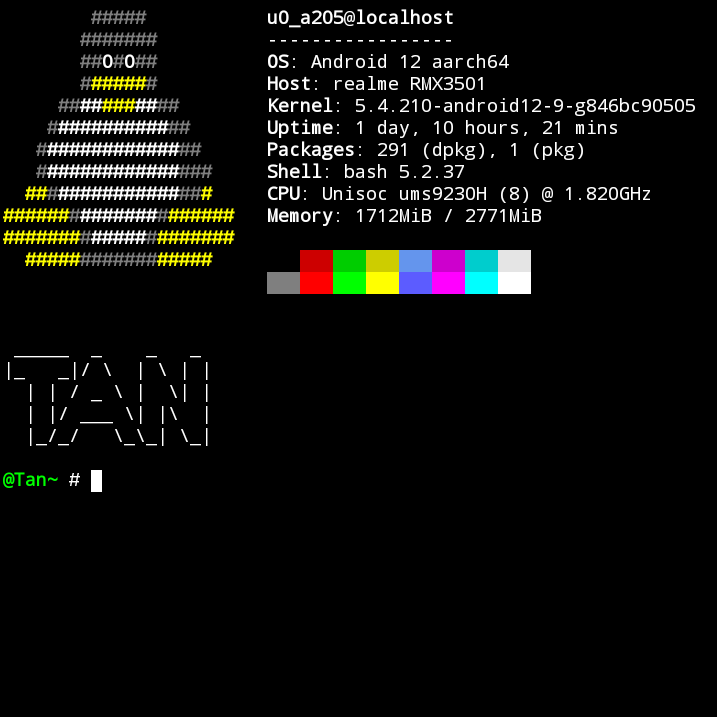 #####
        #######
        ##O#O##
        #######
      ###########
     #############
    ###############
    ################
  #################
#####################
#####################
  #################
u0_a205@localhost
-----------------
OS: Android 12 aarch64
Host: realme RMX3501
Kernel: 5.4.210-android12-9-g846bc90505
Uptime: 1 day, 10 hours, 21 mins
Packages: 291 (dpkg), 1 (pkg)
Shell: bash 5.2.37
CPU: Unisoc ums9230H (8) @ 1.820GHz
Memory: 1712MiB / 2771MiB
TAN
@Tan~ #